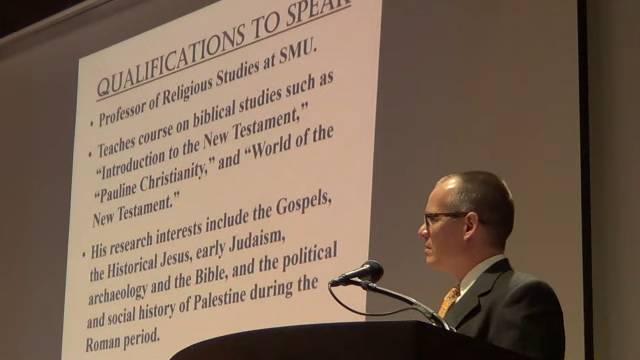 QUALIFICATIONS TO SPEAK
• Professor of Religious Studies at SMU.
• Teaches course on biblical studies such as
“Introduction to the New Testament,”
“Pauline Christianity,” and “World of the
New Testament.”
• His research interests include the Gospels,
the Historical Jesus, early Judaism,
archaeology and the Bible, and the political
and social history of Palestine during the
Roman period.